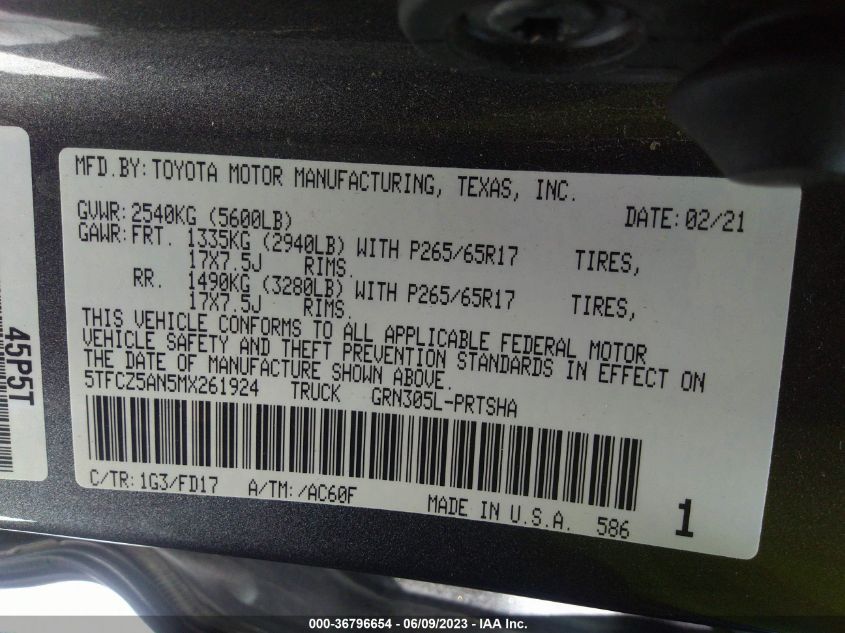 MFD.BY:TOYOTA MOTOR MANUFACTURING, TEXAS, INC.
DATE:02/21
GVWR:2540KG (5600LB)
GAWR:FRT. 1335KG (2940LB) WITH P265/65R17 TIRES,
17X7.5J RIMS.
RR. 1490KG (3280LB) WITH P265/65R17 TIRES,
17X7.5J RIMS.
THIS VEHICLE CONFORMS TO ALL APPLICABLE FEDERAL MOTOR
VEHICLE SAFETY AND THEFT PREVENTION STANDARDS IN EFFECT ON
THE DATE OF MANUFACTURE SHOWN ABOVE.
5TFCZ5AN5MX261924 TRUCK GRN305L-PRTSHA
C/TR:1G3/FD17 A/TM:/AC60F MADE IN U.S.A. 586 1
45P5T
000-36796654 - 06/09/2023 - IAA Inc.